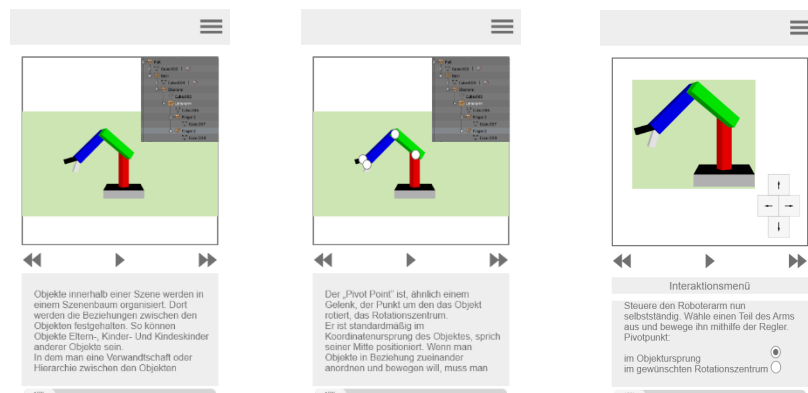 Objekte innerhalb einer Szene werden in
einem Szenenbaum organisiert. Dort
werden die Beziehungen zwischen den
Objekten festgehalten. So können
Objekte Eltern-, Kinder- Und Kindeskinder
anderer Objekte sein.
In dem man eine Verwandtschaft oder
Hierarchie zwischen den Objekten
Der „Pivot Point" ist, ähnlich einem
Gelenk, der Punkt um den das Objekt
rotiert, das Rotationszentrum.
Er ist standardmäßig im
Koordinatenursprung des Objektes, sprich
seiner Mitte positioniert. Wenn man
Objekte in Beziehung zueinander
anordnen und bewegen will, muss man
Interaktionsmenü
Steuere den Roboterarm nun
selbstständig. Wähle einen Teil des Arms
aus und bewege ihn mithilfe der Regler.
Pivotpunkt:
im Objektursprung
im gewünschten Rotationszentrum